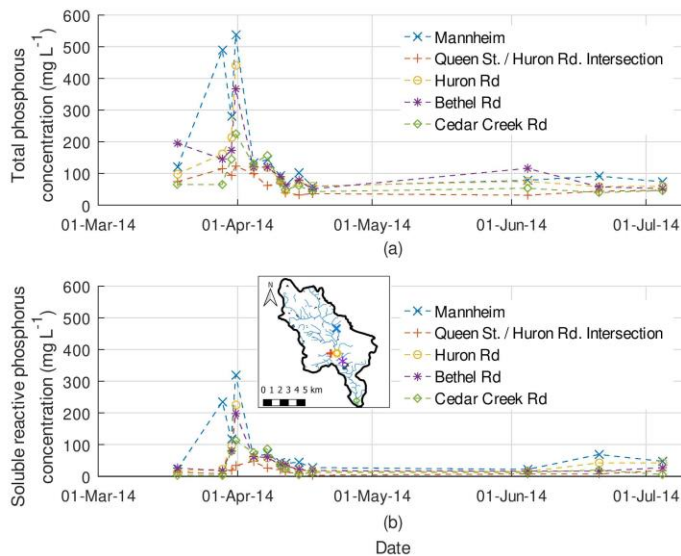 600
500
400
300
200
100
0
Total phosphorus
concentration (mg L⁻¹)
Mannheim
Queen St. / Huron Rd. Intersection
Huron Rd
Bethel Rd
Cedar Creek Rd
01-Mar-14 01-Apr-14 01-May-14 01-Jun-14 01-Jul-14
(a)
600
500
400
300
200
100
0
Soluble reactive phosphorus
concentration (mg L⁻¹)
N
0 1 2 3 4 5 km
Mannheim
Queen St. / Huron Rd. Intersection
Huron Rd
Bethel Rd
Cedar Creek Rd
01-Mar-14 01-Apr-14 01-May-14 01-Jun-14 01-Jul-14
(b)
Date